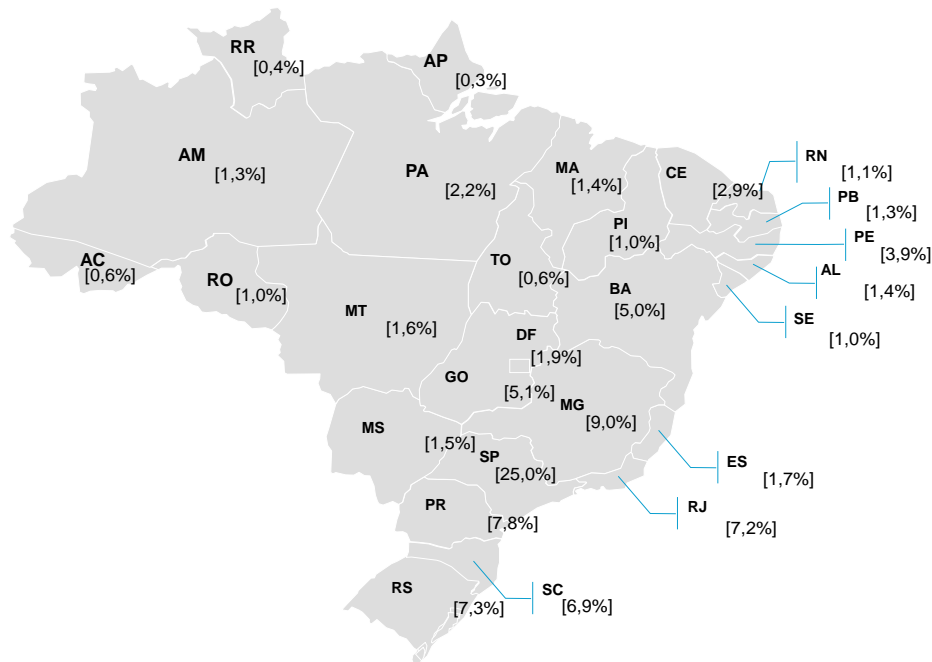 RR
[0,4%]
AP
[0,3%]
AM
[1,3%]
PA
[2,2%]
MA
[1,4%]
CE
[2,9%]
RN
[1,1%]
PB
[1,3%]
PI
[1,0%]
PE
[3,9%]
AC
[0,6%]
RO
[1,0%]
TO
[0,6%]
AL
[1,4%]
BA
[5,0%]
SE
[1,0%]
MT
[1,6%]
DF
[1,9%]
GO
[5,1%]
MG
[9,0%]
MS
[1,5%]
SP
[25,0%]
ES
[1,7%]
PR
[7,8%]
RJ
[7,2%]
RS
[7,3%]
SC
[6,9%]